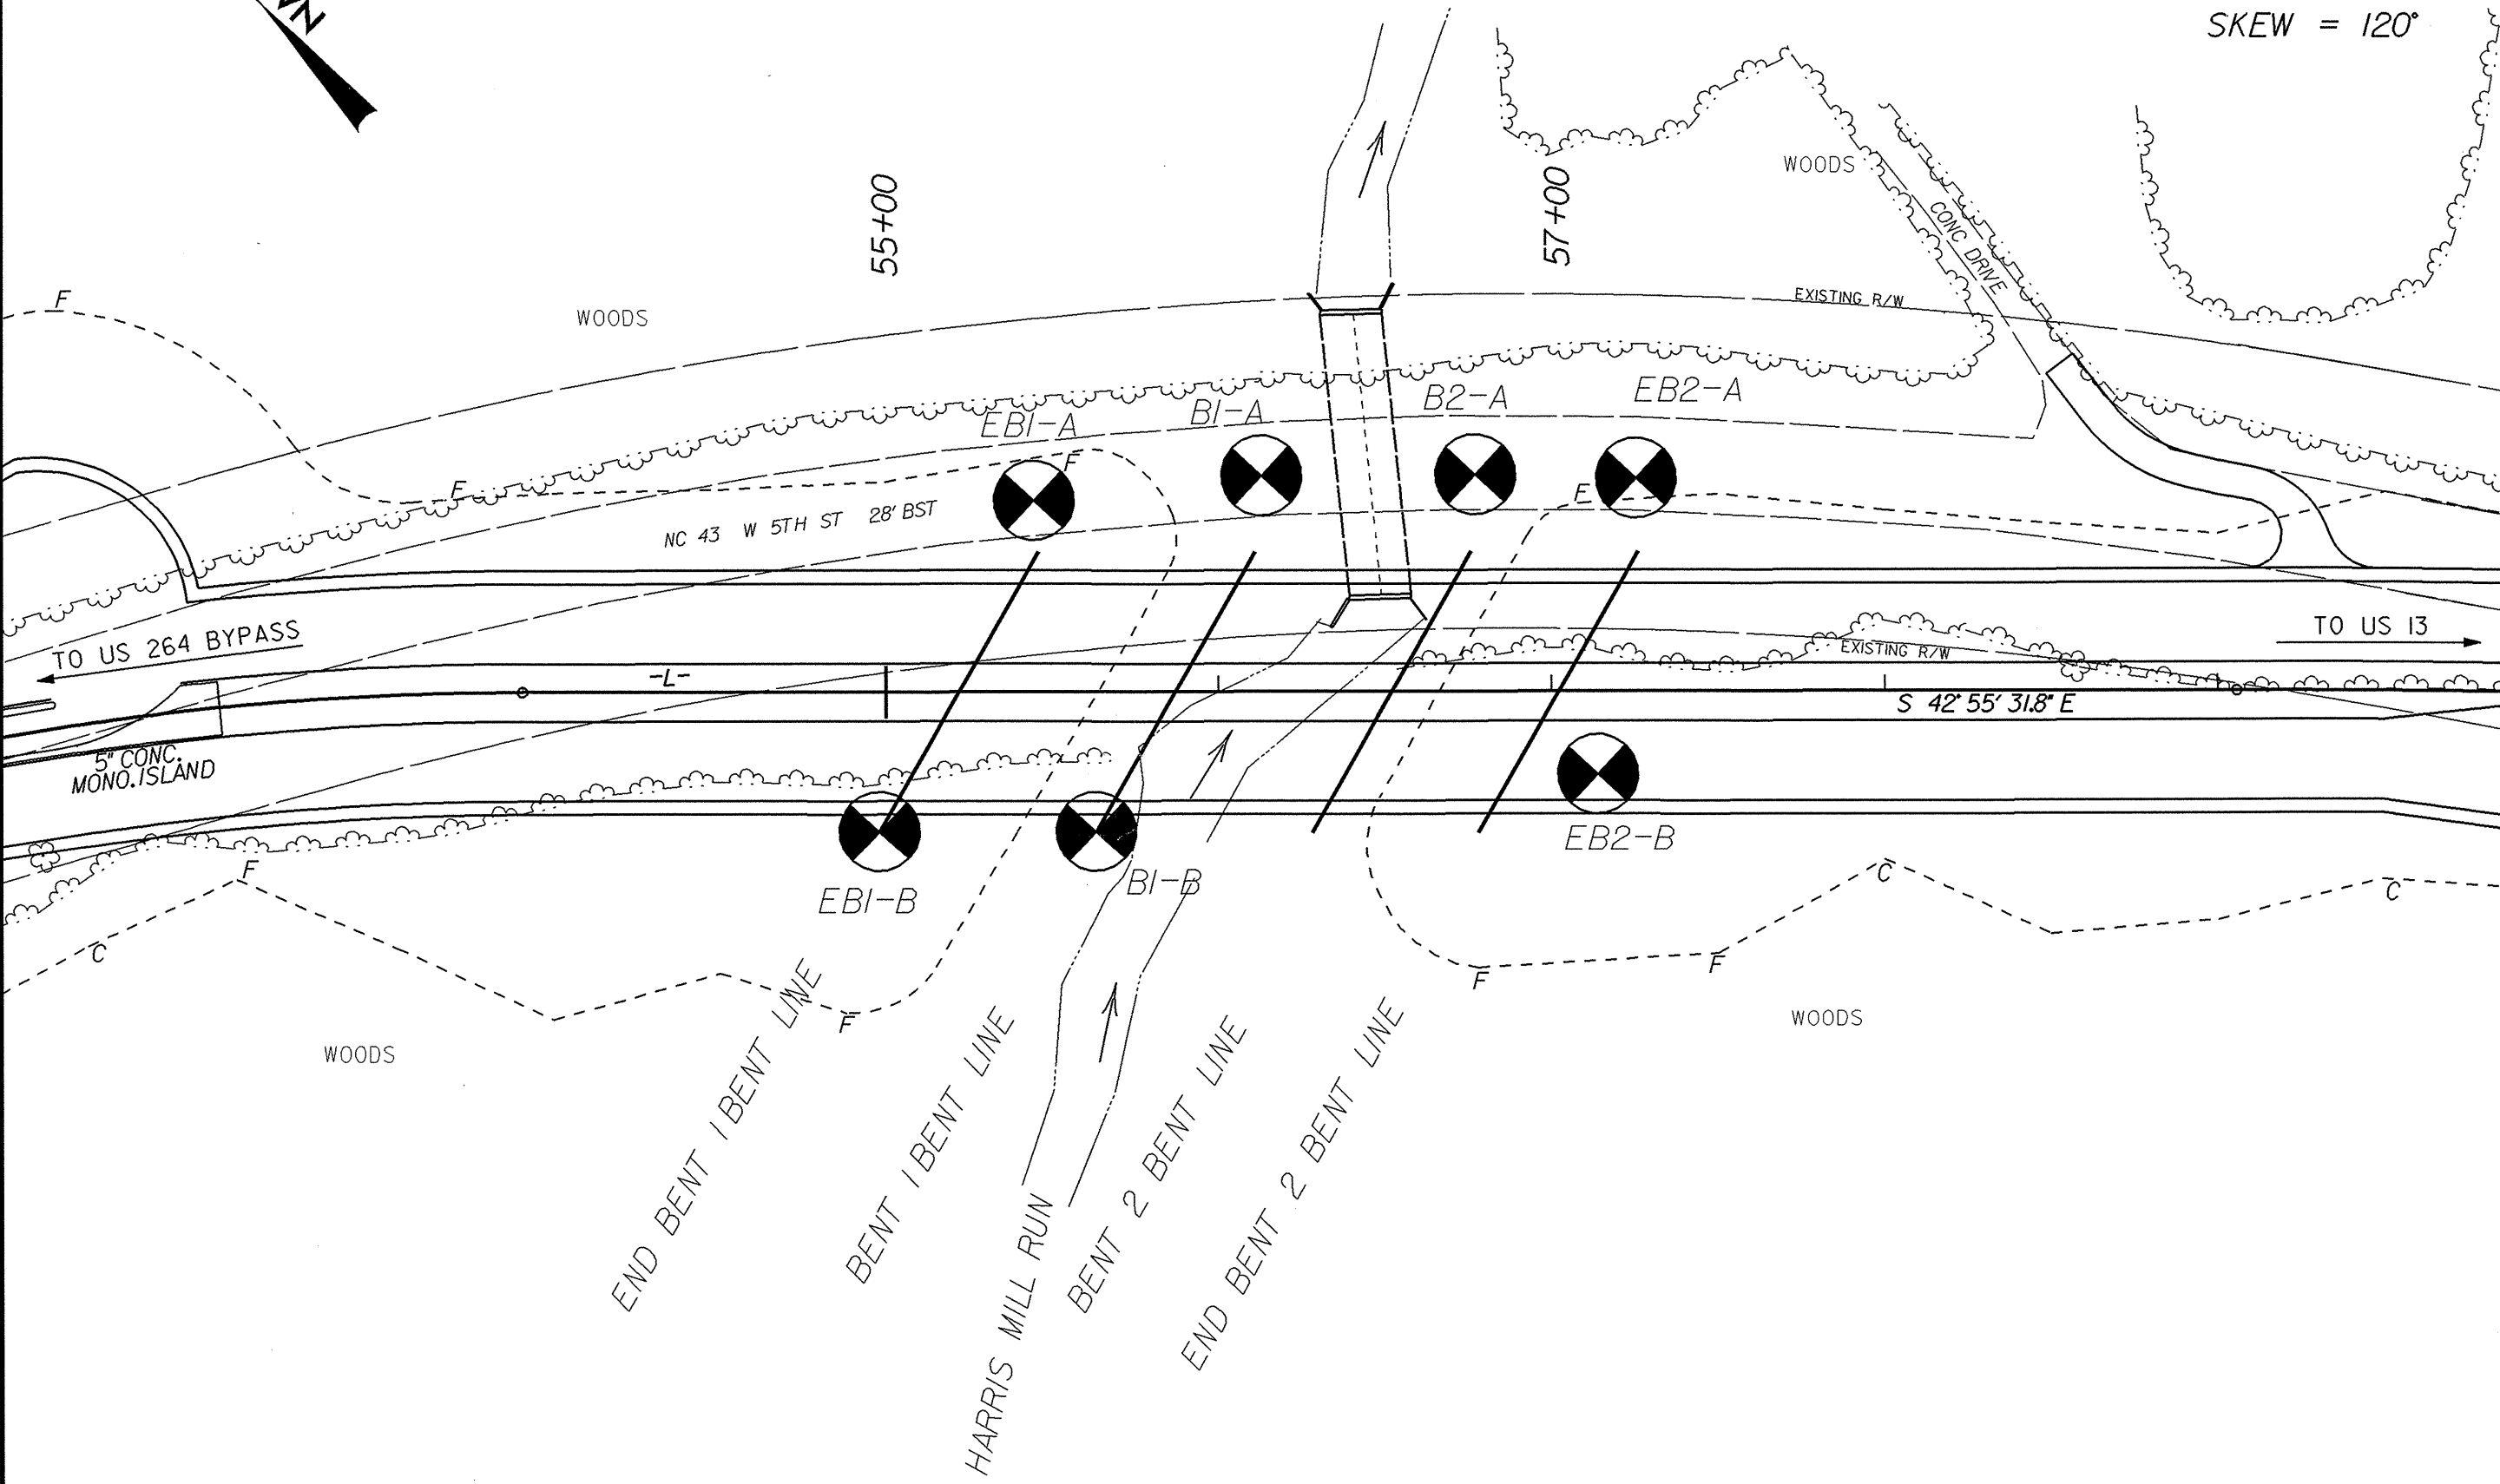 SKEW = 120°
WOODS
55+00
57+00
CONC DRIVE
F
WOODS
EXISTING R/W
EB1-A
B1-A
B2-A
EB2-A
F
F
F
NC 43 W 5TH ST 28' BST
TO US 264 BYPASS
TO US 13
EXISTING R/W
-L-
S 42° 55' 31.8" E
5" CONC.
MONO. ISLAND
EB2-B
F
EB1-B
B1-B
C
C
C
F
F
F
WOODS
WOODS
END BENT 1 BENT LINE
BENT 1 BENT LINE
HARRIS MILL RUN
BENT 2 BENT LINE
END BENT 2 BENT LINE